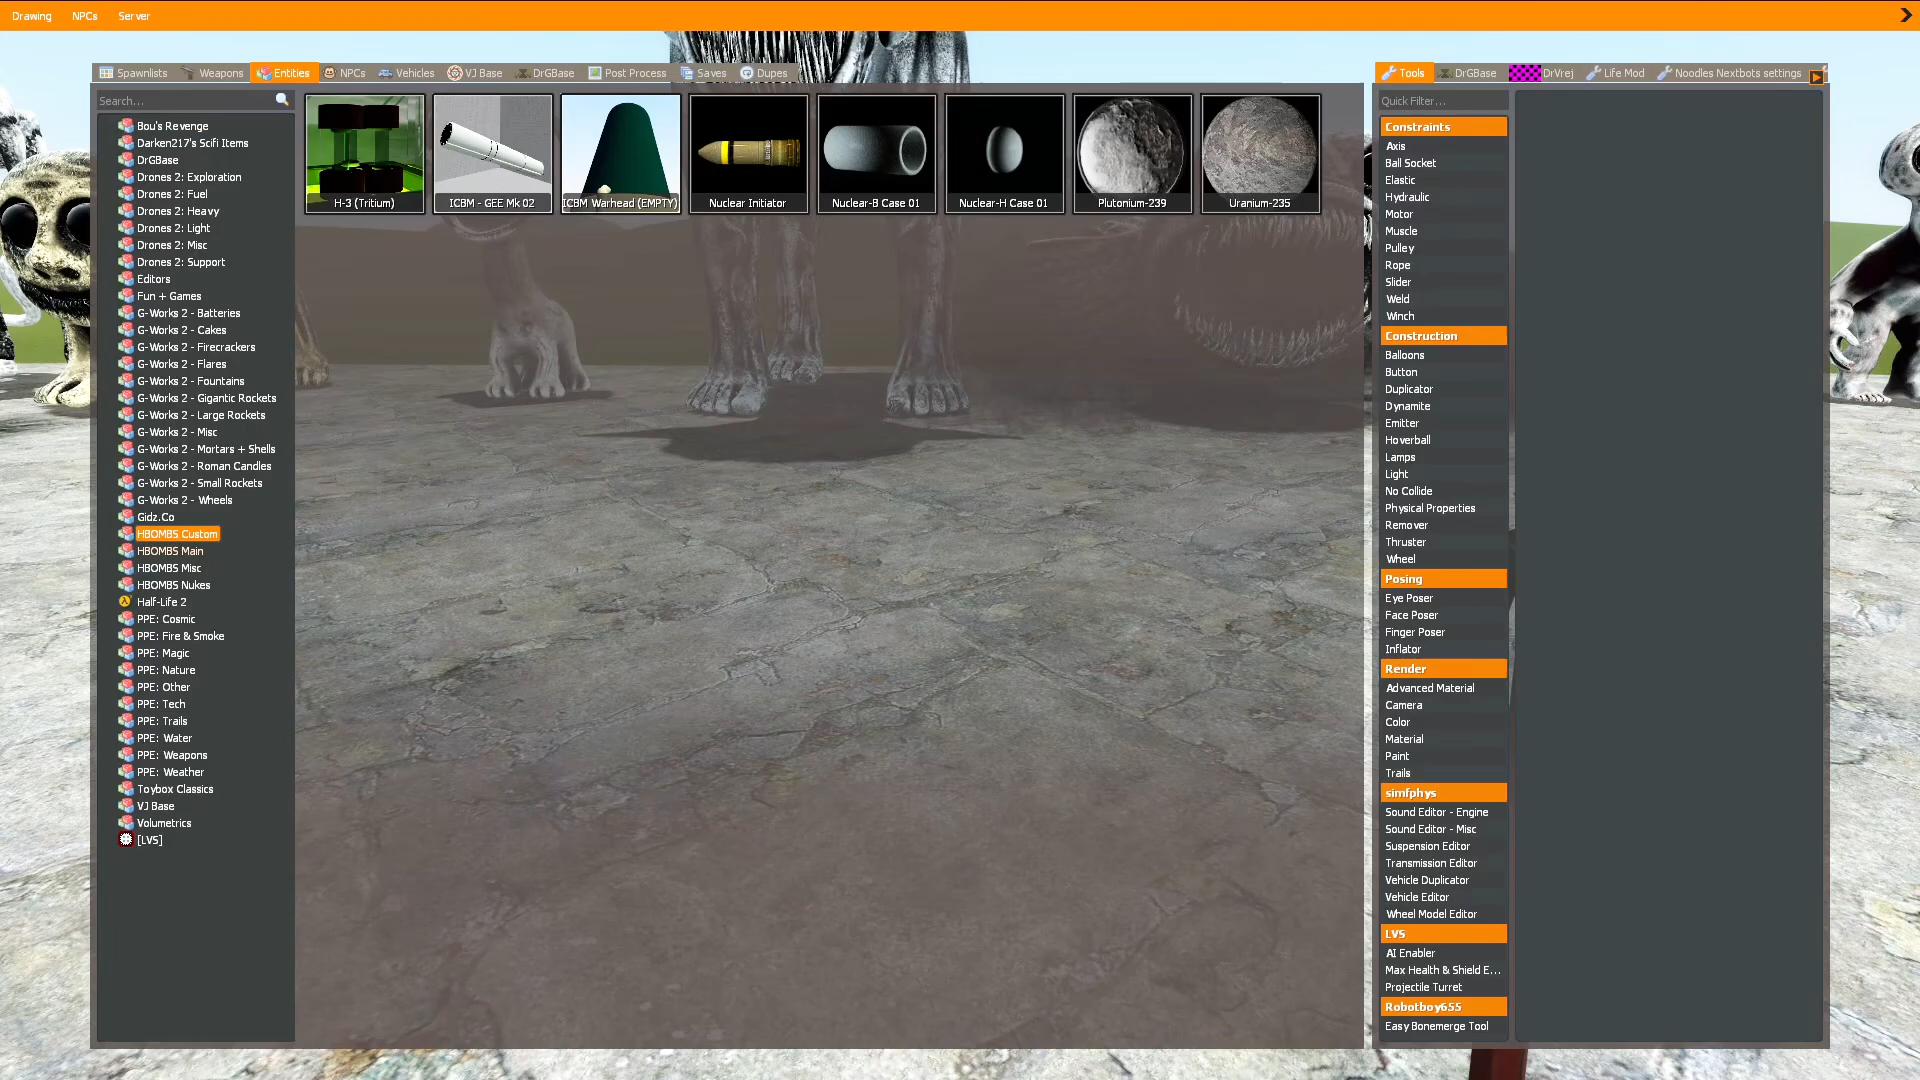 Drawing NPCs Server
Spawnlists Weapons Entities NPCs Vehicles VJ Base DrGBase Post Process Saves Dupes
Search...
Bou's Revenge
Darken217's Scifi Items
DrGBase
Drones 2: Exploration
Drones 2: Fuel
Drones 2: Heavy
Drones 2: Light
Drones 2: Misc
Drones 2: Support
Editors
Fun + Games
G-Works 2 - Batteries
G-Works 2 - Cakes
G-Works 2 - Firecrackers
G-Works 2 - Flares
G-Works 2 - Fountains
G-Works 2 - Gigantic Rockets
G-Works 2 - Large Rockets
G-Works 2 - Misc
G-Works 2 - Mortars + Shells
G-Works 2 - Roman Candles
G-Works 2 - Small Rockets
G-Works 2 - Wheels
Gidz.Co
HBOMBS Custom
HBOMBS Main
HBOMBS Misc
HBOMBS Nukes
Half-Life 2
PPE: Cosmic
PPE: Fire & Smoke
PPE: Magic
PPE: Nature
PPE: Other
PPE: Tech
PPE: Trails
PPE: Water
PPE: Weapons
PPE: Weather
Toybox Classics
VJ Base
Volumetrics
[LVS]
H-3 (Tritium)
ICBM - GEE Mk 02
ICBM Warhead (EMPTY)
Nuclear Initiator
Nuclear-B Case 01
Nuclear-H Case 01
Plutonium-239
Uranium-235
Tools DrGBase DrVrej Life Mod Noodles Nextbots settings
Quick Filter...
Constraints
Axis
Ball Socket
Elastic
Hydraulic
Motor
Muscle
Pulley
Rope
Slider
Weld
Winch
Construction
Balloons
Button
Duplicator
Dynamite
Emitter
Hoverball
Lamps
Light
No Collide
Physical Properties
Remover
Thruster
Wheel
Posing
Eye Poser
Face Poser
Finger Poser
Inflator
Render
Advanced Material
Camera
Color
Material
Paint
Trails
simfphys
Sound Editor - Engine
Sound Editor - Misc
Suspension Editor
Transmission Editor
Vehicle Duplicator
Vehicle Editor
Wheel Model Editor
LVS
AI Enabler
Max Health & Shield E...
Projectile Turret
Robotboy655
Easy Bonemerge Tool